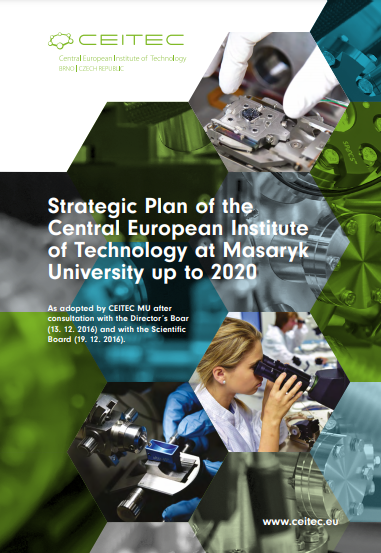 CEITEC
Central European Institute of Technology
BRNO | CZECH REPUBLIC
Strategic Plan of the
Central European Institute
of Technology at Masaryk
University up to 2020
As adopted by CEITEC MU after
consultation with the Director´s Boar
(13. 12. 2016) and with the Scientific
Board (19. 12. 2016).
www.ceitec.eu